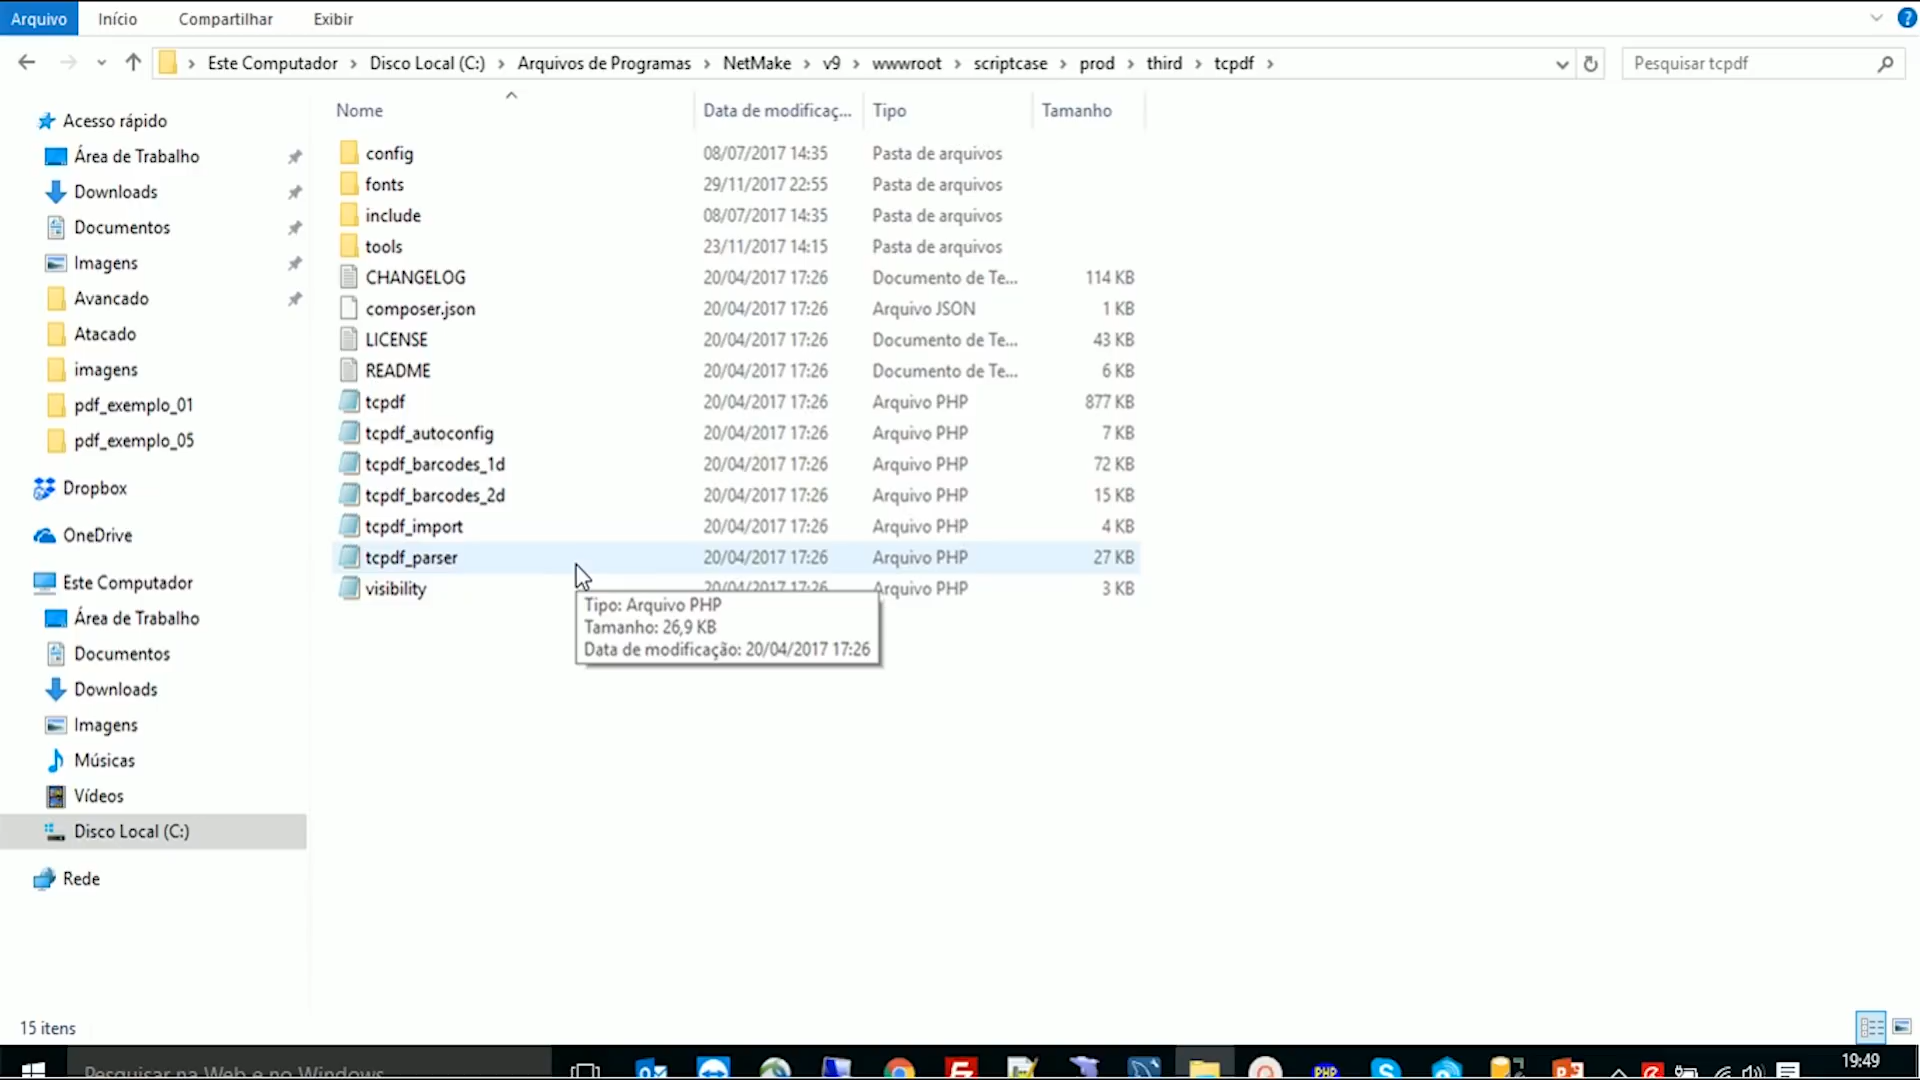 Arquivo Início Compartilhar Exibir
Este Computador > Disco Local (C:) > Arquivos de Programas > NetMake > v9 > wwwroot > scriptcase > prod > third > tcpdf >
Pesquisar tcpdf
Acesso rápido
Área de Trabalho
Downloads
Documentos
Imagens
Avancado
Atacado
imagens
pdf_exemplo_01
pdf_exemplo_05
Dropbox
OneDrive
Este Computador
Área de Trabalho
Documentos
Downloads
Imagens
Músicas
Vídeos
Disco Local (C:)
Rede
Nome Data de modificaç... Tipo Tamanho
config 08/07/2017 14:35 Pasta de arquivos
fonts 29/11/2017 22:55 Pasta de arquivos
include 08/07/2017 14:35 Pasta de arquivos
tools 23/11/2017 14:15 Pasta de arquivos
CHANGELOG 20/04/2017 17:26 Documento de Te... 114 KB
composer.json 20/04/2017 17:26 Arquivo JSON 1 KB
LICENSE 20/04/2017 17:26 Documento de Te... 43 KB
README 20/04/2017 17:26 Documento de Te... 6 KB
tcpdf 20/04/2017 17:26 Arquivo PHP 877 KB
tcpdf_autoconfig 20/04/2017 17:26 Arquivo PHP 7 KB
tcpdf_barcodes_1d 20/04/2017 17:26 Arquivo PHP 72 KB
tcpdf_barcodes_2d 20/04/2017 17:26 Arquivo PHP 15 KB
tcpdf_import 20/04/2017 17:26 Arquivo PHP 4 KB
tcpdf_parser 20/04/2017 17:26 Arquivo PHP 27 KB
visibility 20/04/2017 17:26 Arquivo PHP 3 KB
Tipo: Arquivo PHP
Tamanho: 26,9 KB
Data de modificação: 20/04/2017 17:26
15 itens
Pesquisar na Web e no Windows
PHP
19:49